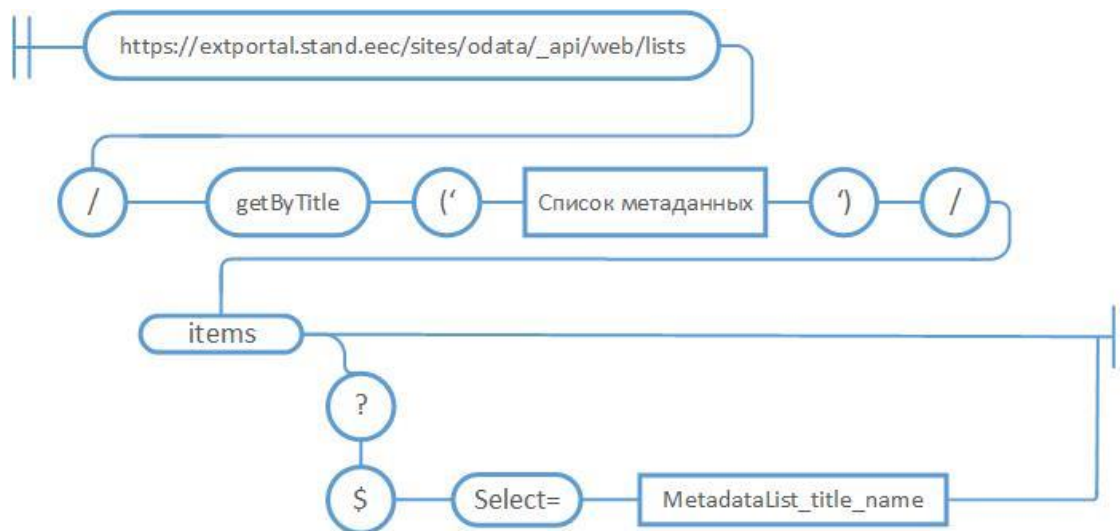 https://extportal.stand.eec/sites/odata/_api/web/lists
/ getByTitle (‘ Список метаданных ‘) /
items
?
$ Select= MetadataList_title_name